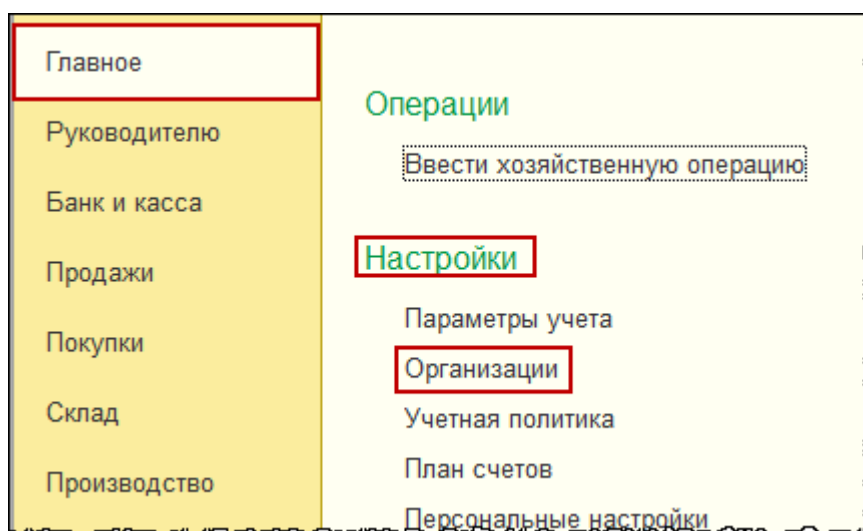 Главное
Руководителю
Банк и касса
Продажи
Покупки
Склад
Производство
Операции
Ввести хозяйственную операцию
Настройки
Параметры учета
Организации
Учетная политика
План счетов
Персональные настройки